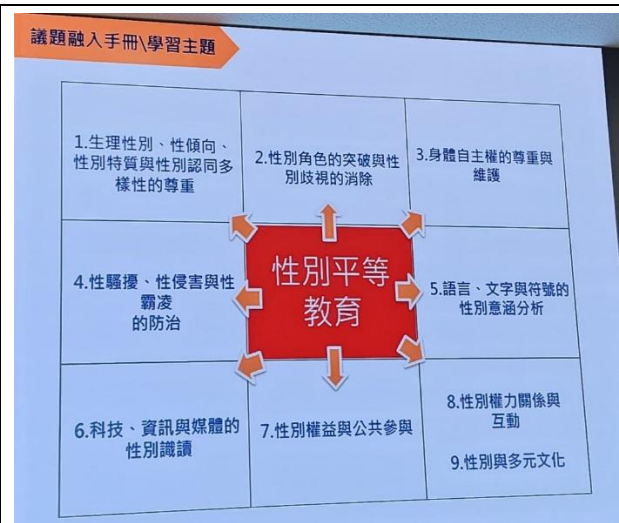 議題融入手冊\學習主題
1.生理性別、性傾向、
性別特質與性別認同多
樣性的尊重
2.性別角色的突破與性
別歧視的消除
3.身體自主權的尊重與
維護
4.性騷擾、性侵害與性
霸凌
的防治
性別平等
教育
5.語言、文字與符號的
性別意涵分析
6.科技、資訊與媒體的
性別識讀
7.性別權益與公共參與
8.性別權力關係與
互動
9.性別與多元文化